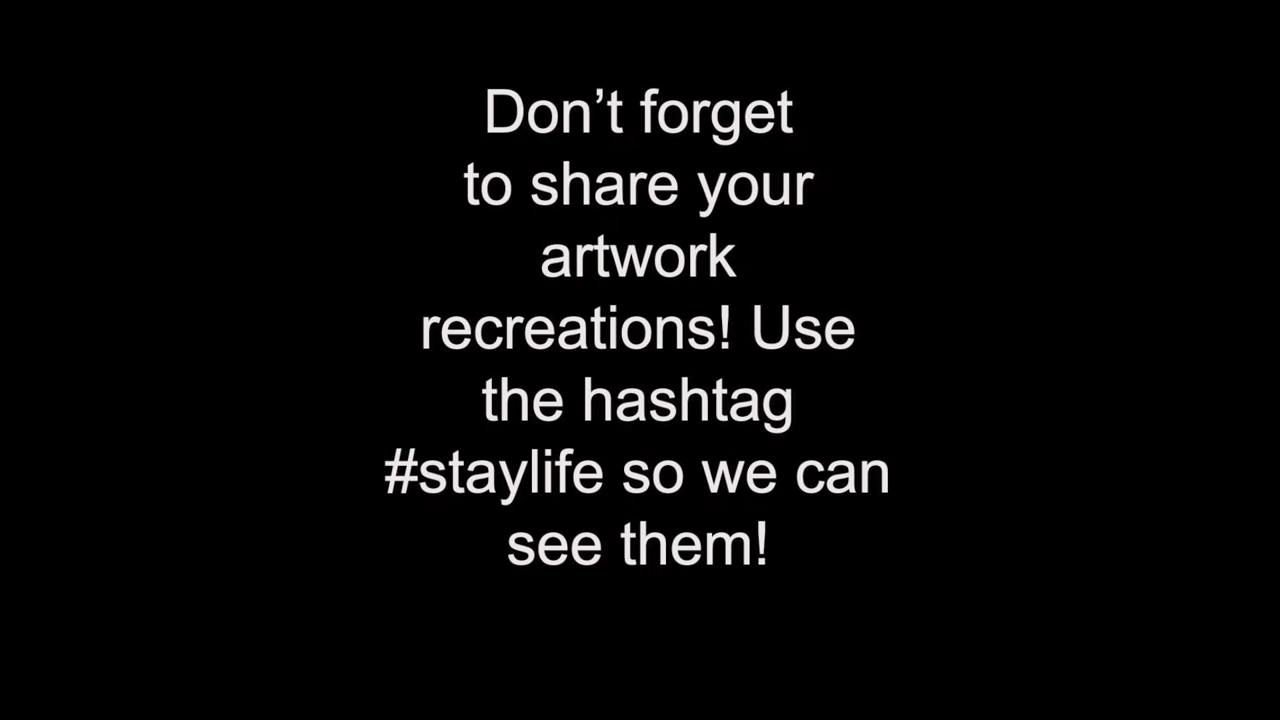 Don’t forget
to share your
artwork
recreations! Use
the hashtag
#staylife so we can
see them!